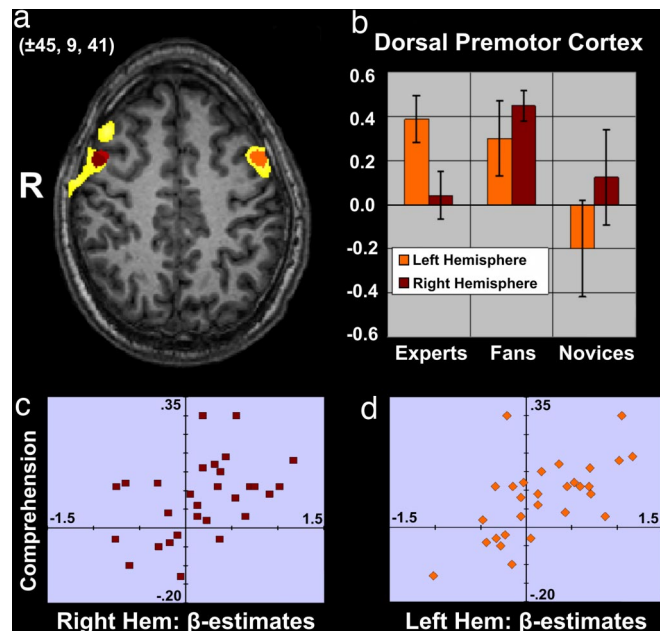 a
(±45, 9, 41)
R
b
Dorsal Premotor Cortex
0.6
0.4
0.2
0.0
-0.2
-0.4
-0.6
Left Hemisphere
Right Hemisphere
Experts Fans Novices
c
.35
-1.5 1.5
-.20
Comprehension
Right Hem: β-estimates
d
.35
-1.5 1.5
-.20
Left Hem: β-estimates